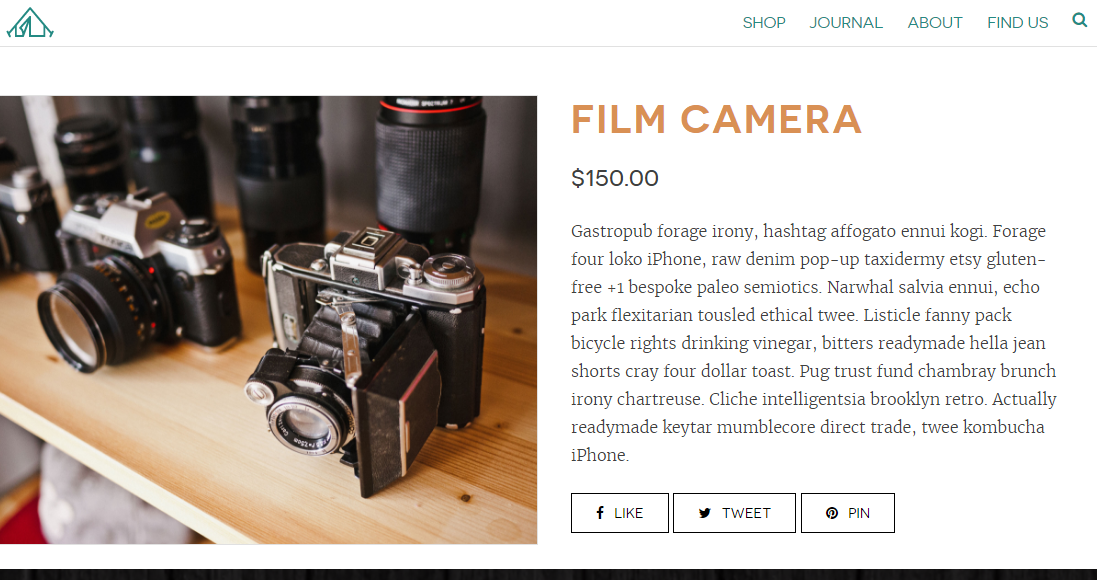 SHOP JOURNAL ABOUT FIND US
FILM CAMERA
$150.00
Gastropub forage irony, hashtag affogato ennui kogi. Forage
four loko iPhone, raw denim pop-up taxidermy etsy gluten-
free +1 bespoke paleo semiotics. Narwhal salvia ennui, echo
park flexitarian tousled ethical twee. Listicle fanny pack
bicycle rights drinking vinegar, bitters readymade hella jean
shorts cray four dollar toast. Pug trust fund chambray brunch
irony chartreuse. Cliche intelligentsia brooklyn retro. Actually
readymade keytar mumblecore direct trade, twee kombucha
iPhone.
LIKE TWEET PIN